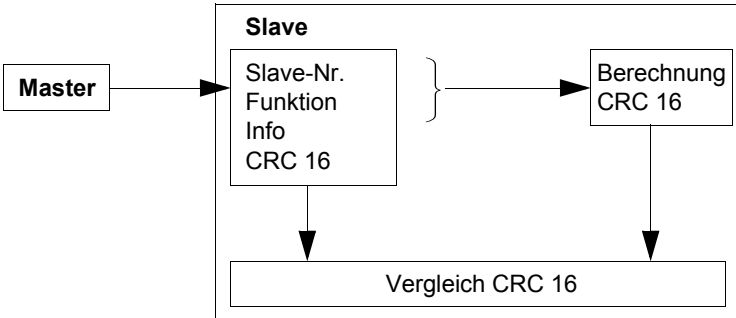 Slave
Master
Slave-Nr.
Funktion
Info
CRC 16
Berechnung
CRC 16
Vergleich CRC 16